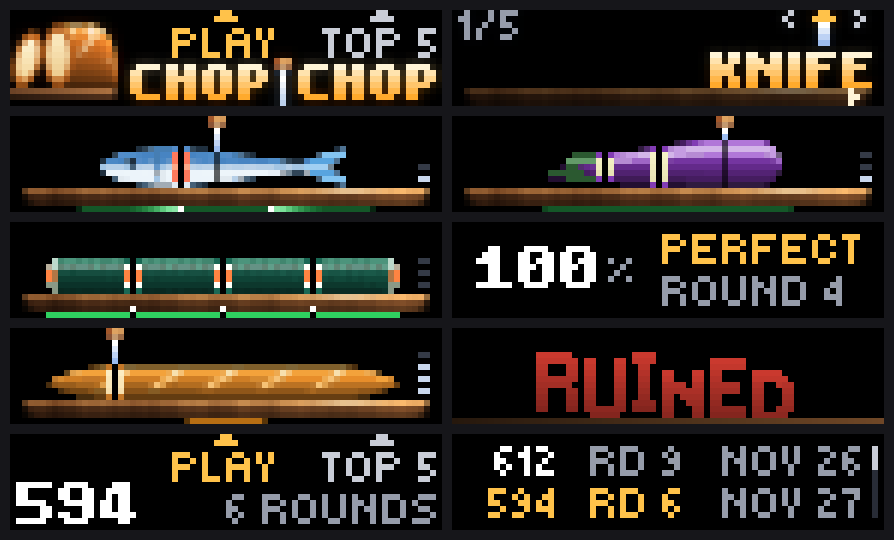 PLAY TOP 5
CHOP CHOP
1/5
< >
KNIFE
100%
PERFECT
ROUND 4
RUINED
PLAY TOP 5
594 6 ROUNDS
612 RD 9 NOV 26
594 RD 6 NOV 27